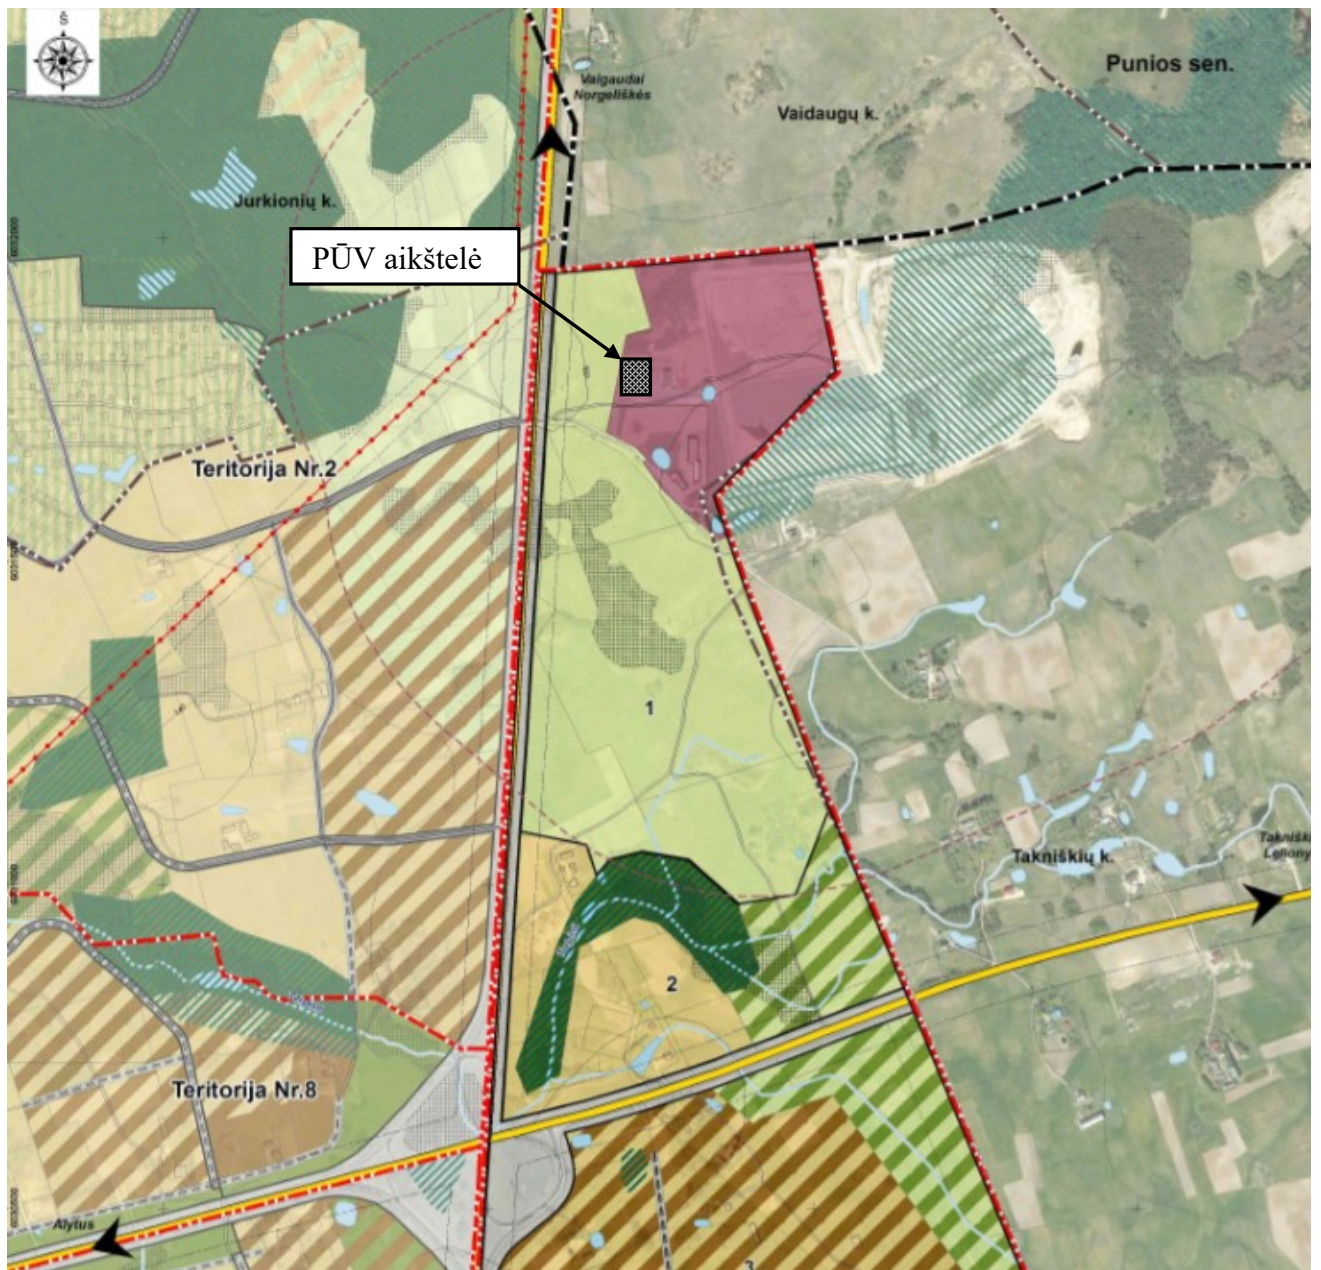 Š
Punios sen.
Vaigaudai
Norgeliškės
Vaidaugų k.
Jurkionių k.
6032000
PŪV aikštelė
Teritorija Nr.2
1
Takniškių k.
2
Teritorija Nr.8
Alytus
3